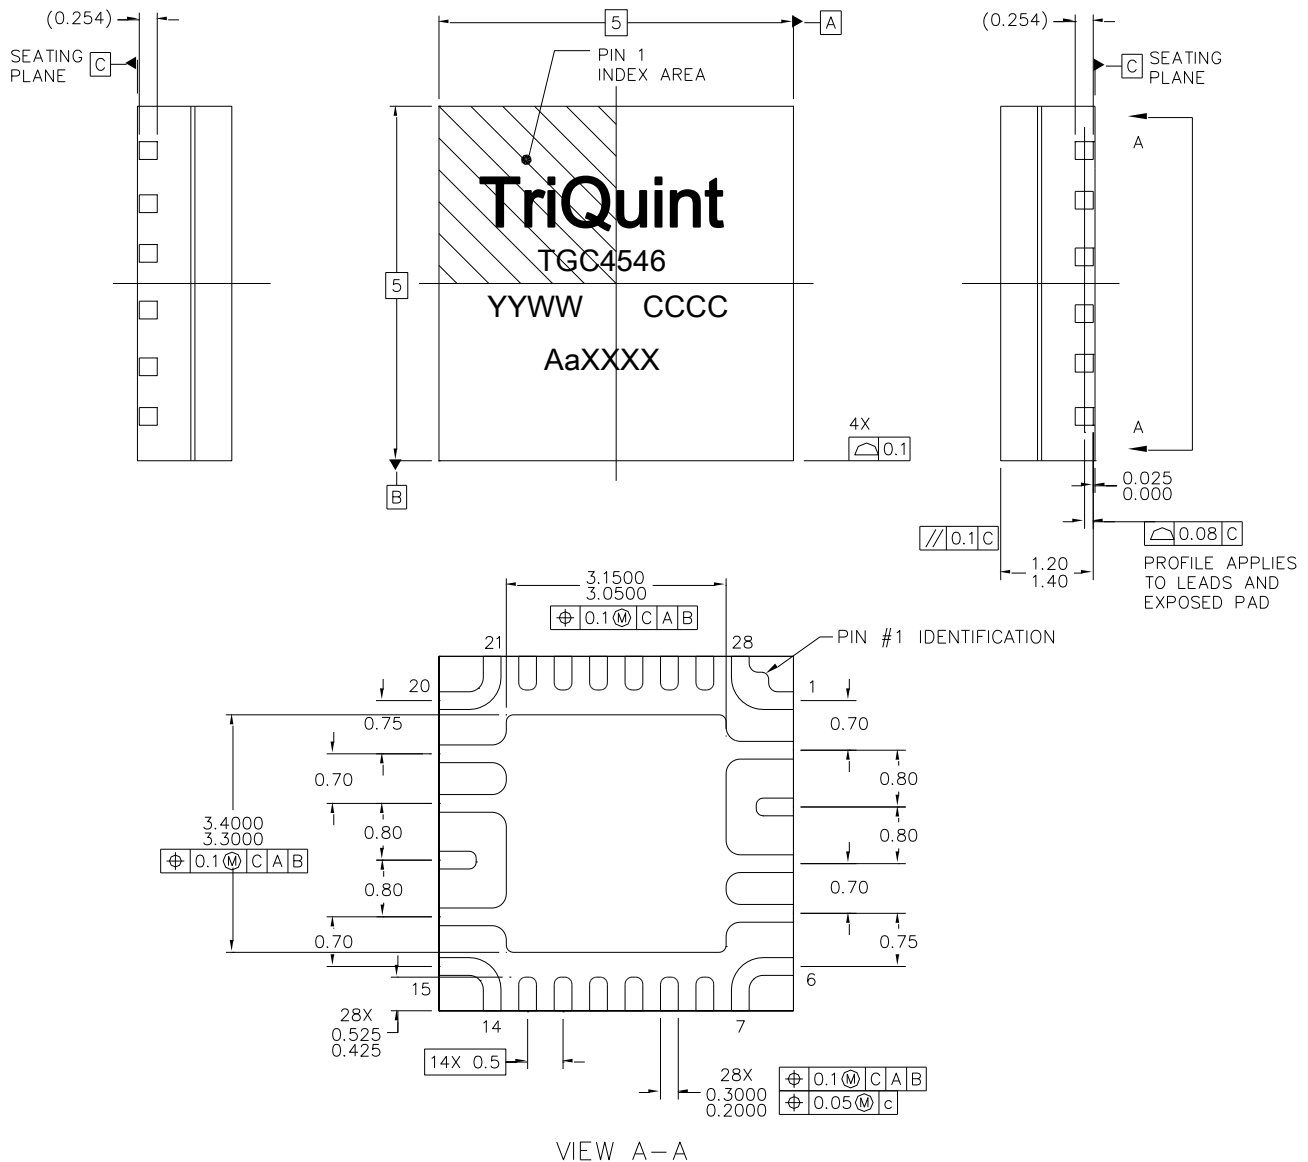 (0.254)
SEATING
PLANE
C
5
A
PIN 1
INDEX AREA
(0.254)
C
SEATING
PLANE
TriQuint
TGC4546
YYWW CCCC
AaXXXX
5
B
A
A
4X
0.1
0.025
0.000
// 0.1 C
1.20
1.40
0.08 C
PROFILE APPLIES
TO LEADS AND
EXPOSED PAD
3.1500
3.0500
⌖ 0.1 Ⓜ C A B
21
28
PIN #1 IDENTIFICATION
20
1
0.75
0.70
0.70
0.80
3.4000
3.3000
⌖ 0.1 Ⓜ C A B
0.80
0.80
0.80
0.70
0.70
0.75
15
6
28X
0.525
0.425
14
7
14X 0.5
28X
0.3000
0.2000
⌖ 0.1 Ⓜ C A B
⌖ 0.05 Ⓜ c
VIEW A-A